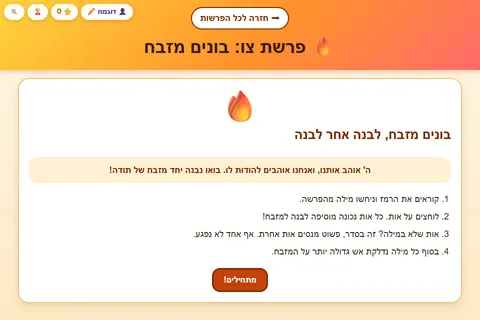 👤 דוגמה ✏️
⭐ 0
⮕ חזרה לכל הפרשות
🔥 פרשת צו: בונים מזבח
בונים מזבח, לבנה אחר לבנה
ה' אוהב אותנו, ואנחנו אוהבים להודות לו. בואו נבנה יחד מזבח של תודה!
1. קוראים את הרמז וניחשו מילה מהפרשה.
2. לוחצים על אות. כל אות נכונה מוסיפה לבנה למזבח!
3. אות שלא במילה? זה בסדר, פשוט מנסים אות אחרת. אף אחד לא נפגע.
4. בסוף כל מילה נדלקת אש גדולה יותר על המזבח.
מתחילים!